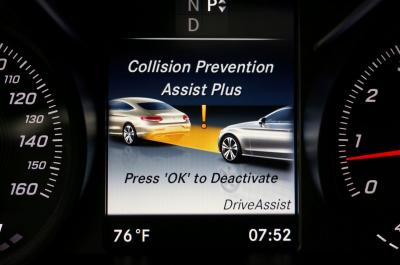 N P
D
Collision Prevention
Assist Plus
!
Press 'OK' to Deactivate
DriveAssist
76°F
07:52
110
120
130
140
150
160
2
1
0